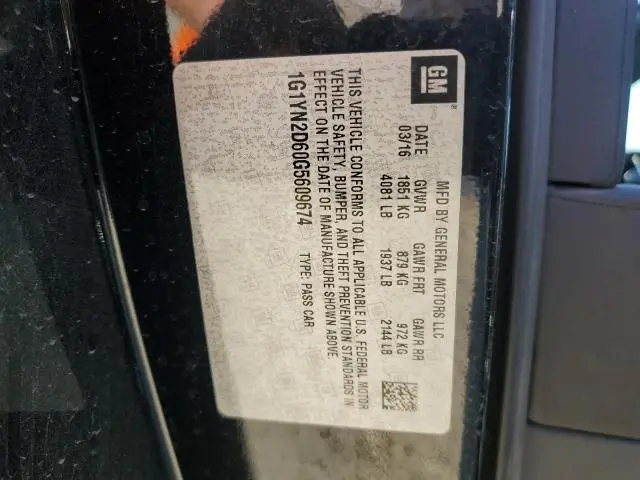 GM
MFD BY GENERAL MOTORS LLC
DATE GVWR GAWR FRT GAWR RR
03/16 1851 KG 879 KG 972 KG
4081 LB 1937 LB 2144 LB
THIS VEHICLE CONFORMS TO ALL APPLICABLE U.S. FEDERAL MOTOR
VEHICLE SAFETY, BUMPER, AND THEFT PREVENTION STANDARDS IN
EFFECT ON THE DATE OF MANUFACTURE SHOWN ABOVE.
1G1YN2D60G5609674 TYPE: PASS CAR